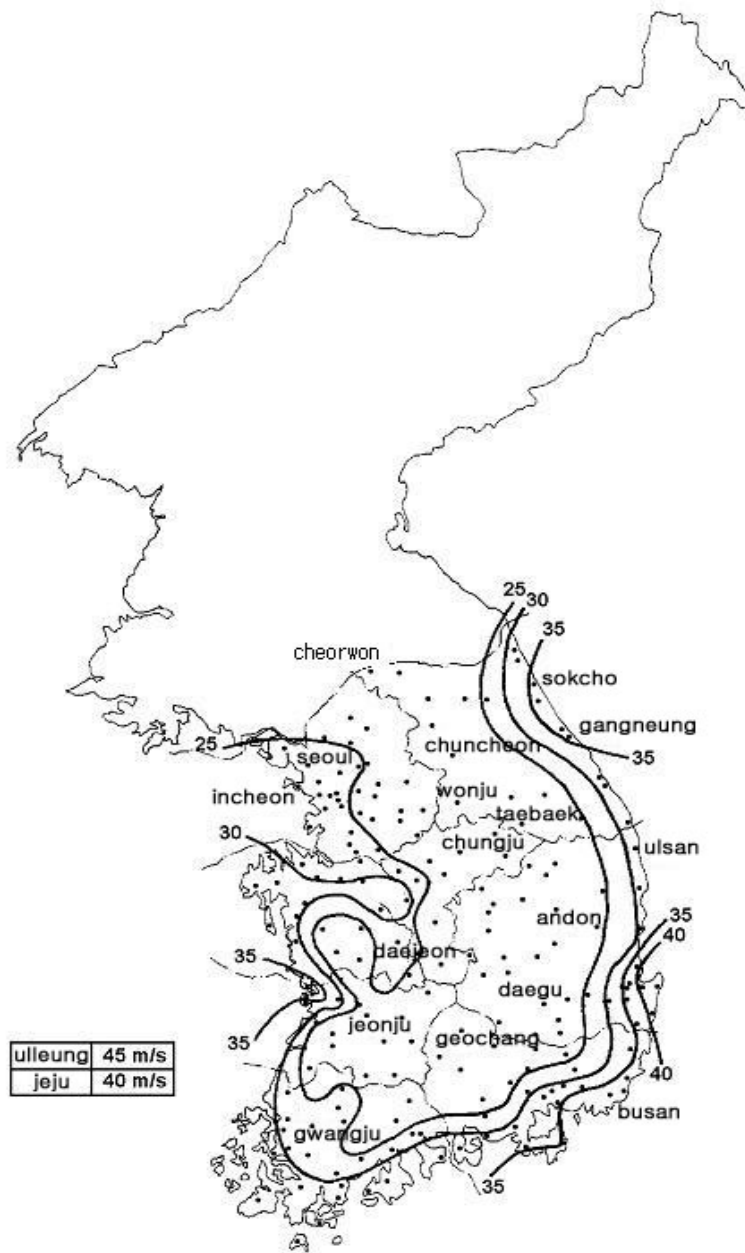 25
30
35
cheorwon
sokcho
gangneung
25
seoul
chuncheon
35
incheon
wonju
taebaek
30
chungju
ulsan
andon
35
35
daejeon
40
daegu
35
jeonju
geochang
ulleung 45 m/s
jeju 40 m/s
40
busan
gwangju
35